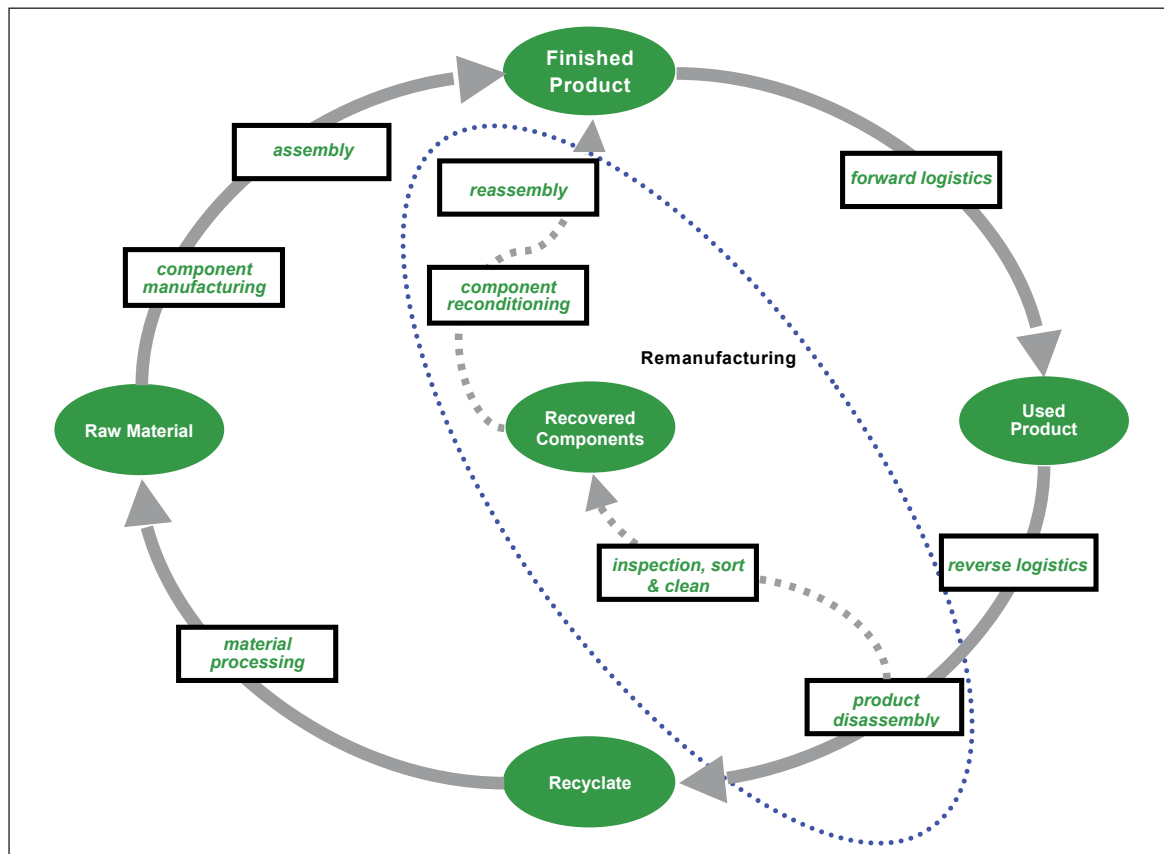 Finished
Product
assembly
reassembly
forward logistics
component
manufacturing
component
reconditioning
Remanufacturing
Raw Material
Recovered
Components
Used
Product
inspection, sort
& clean
reverse logistics
material
processing
product
disassembly
Recyclate